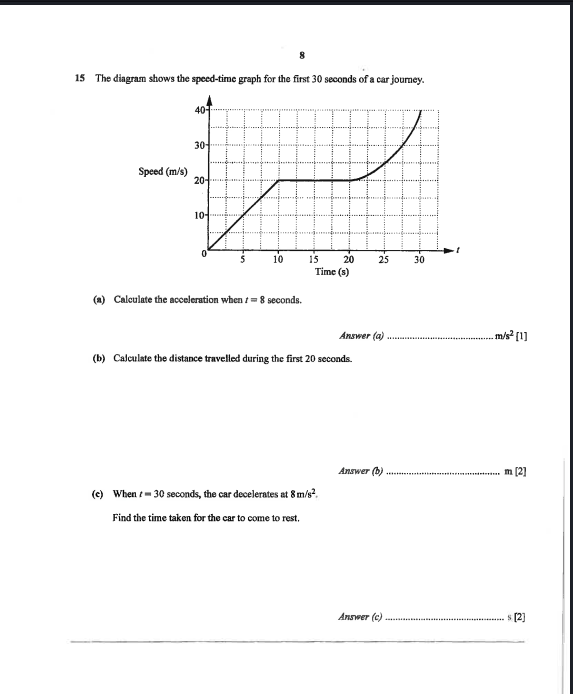 8
15 The diagram shows the speed-time graph for the first 30 seconds of a car journey.
40
30
Speed (m/s)
20
10
0
5 10 15 20 25 30
t
Time (s)
(a) Calculate the acceleration when t = 8 seconds.
Answer (a) ........................................ m/s² [1]
(b) Calculate the distance travelled during the first 20 seconds.
Answer (b) ........................................... m [2]
(c) When t = 30 seconds, the car decelerates at 8 m/s².
Find the time taken for the car to come to rest.
Answer (c) ............................................. s [2]